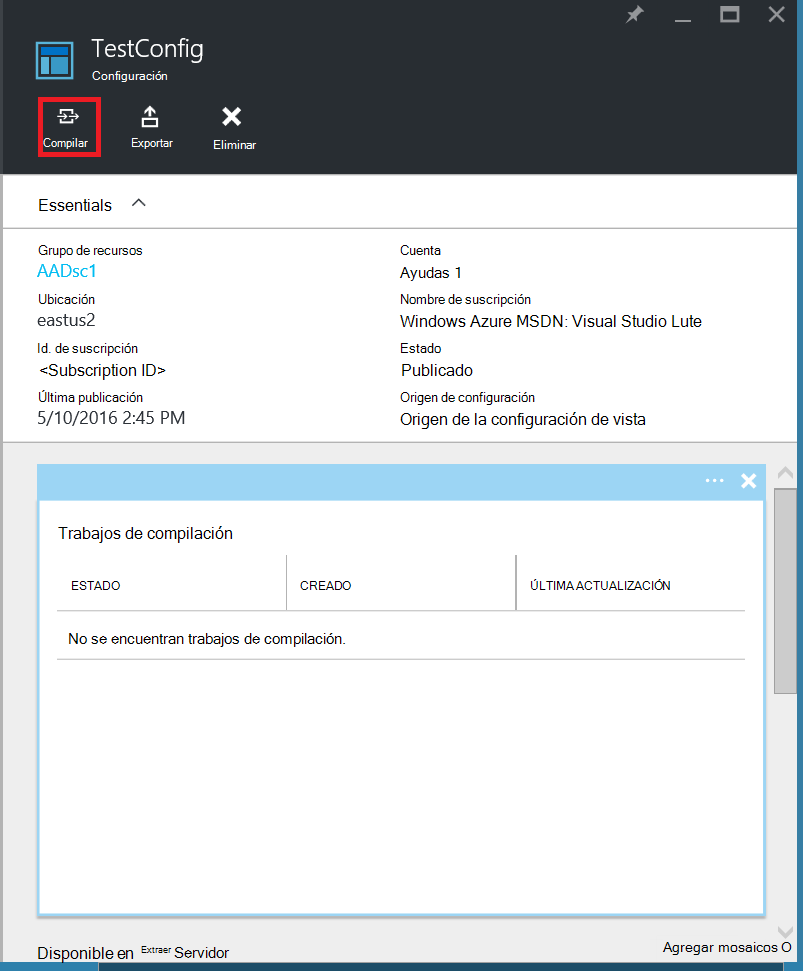 TestConfig
Configuración
Compilar
Exportar
Eliminar
Essentials
Grupo de recursos
AADsc1
Cuenta
Ayudas 1
Ubicación
eastus2
Nombre de suscripción
Windows Azure MSDN: Visual Studio Lute
Id. de suscripción
<Subscription ID>
Estado
Publicado
Última publicación
5/10/2016 2:45 PM
Origen de configuración
Origen de la configuración de vista
Trabajos de compilación
ESTADO CREADO ÚLTIMA ACTUALIZACIÓN
No se encuentran trabajos de compilación.
Disponible en Extraer Servidor
Agregar mosaicos O